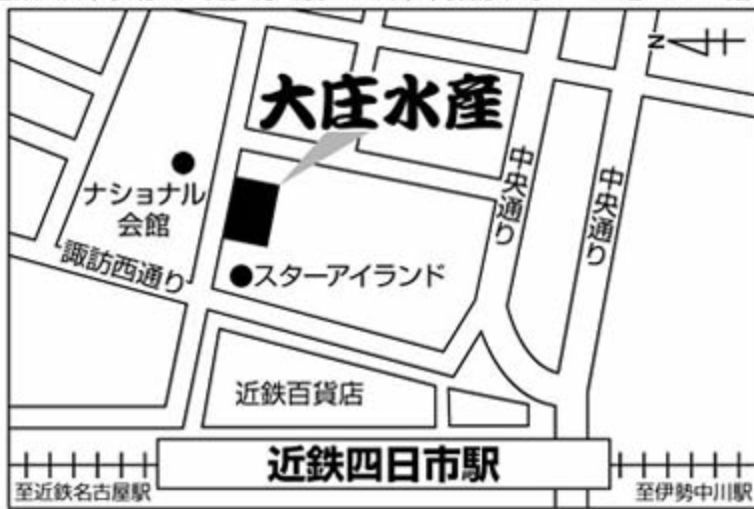 N
大庄水産
ナショナル
会館
中央通り
中央通り
諏訪西通り
スターアイランド
近鉄百貨店
近鉄四日市駅
至近鉄名古屋駅
至伊勢中川駅